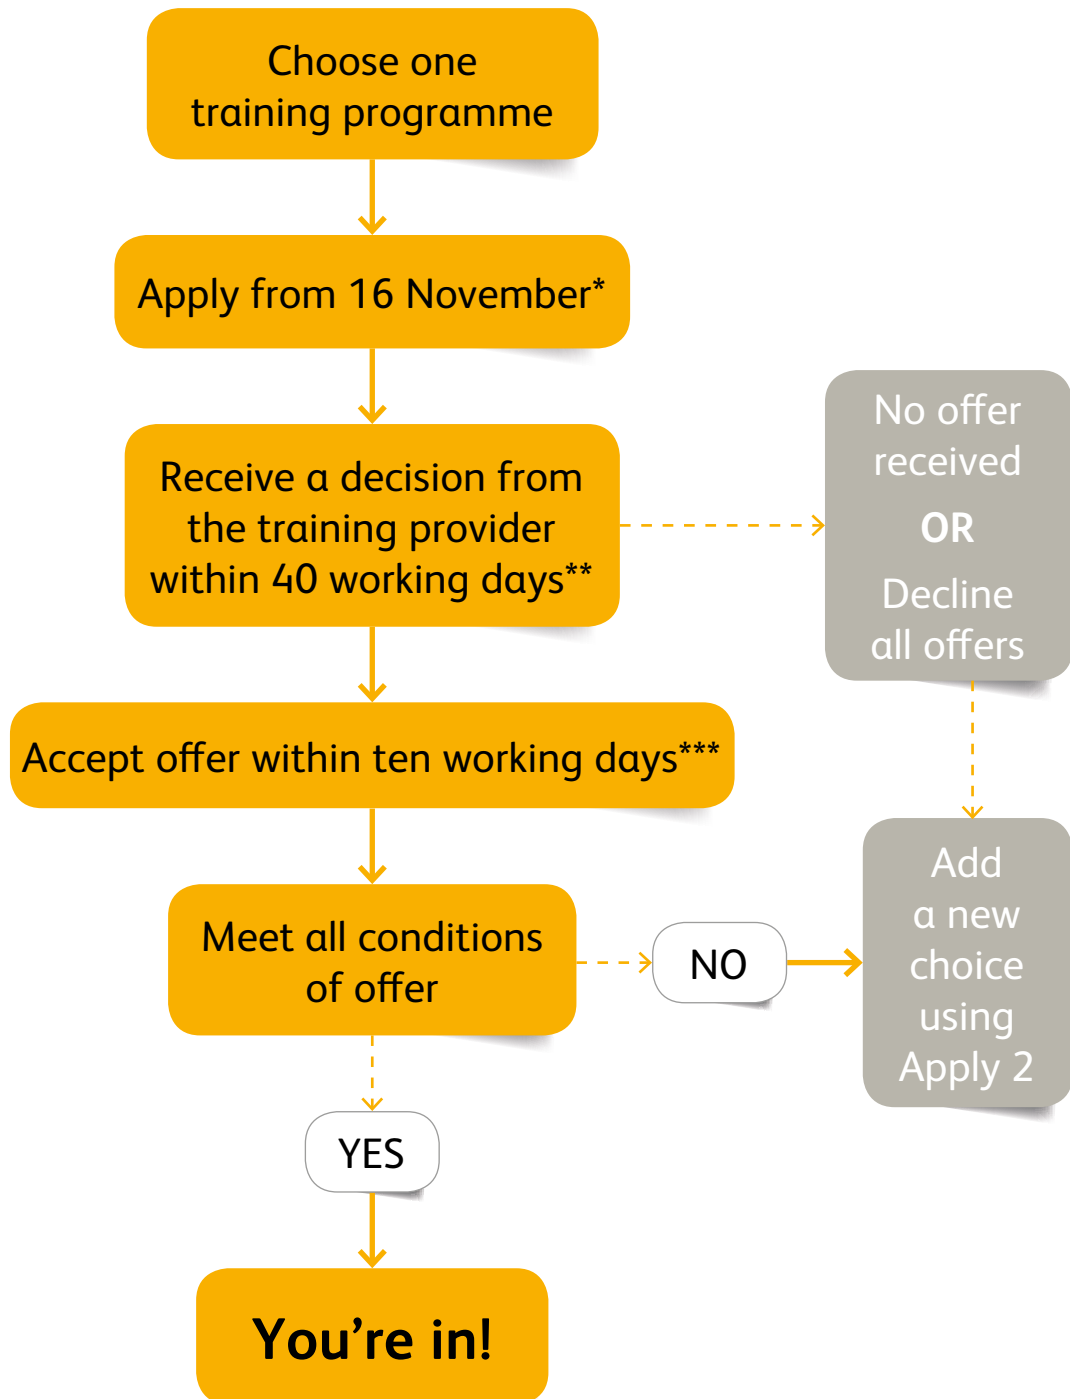 Choose one
training programme
Apply from 16 November*
Receive a decision from
the training provider
within 40 working days**
No offer
received
OR
Decline
all offers
Accept offer within ten working days***
Meet all conditions
of offer
NO
Add
a new
choice
using
Apply 2
YES
You’re in!